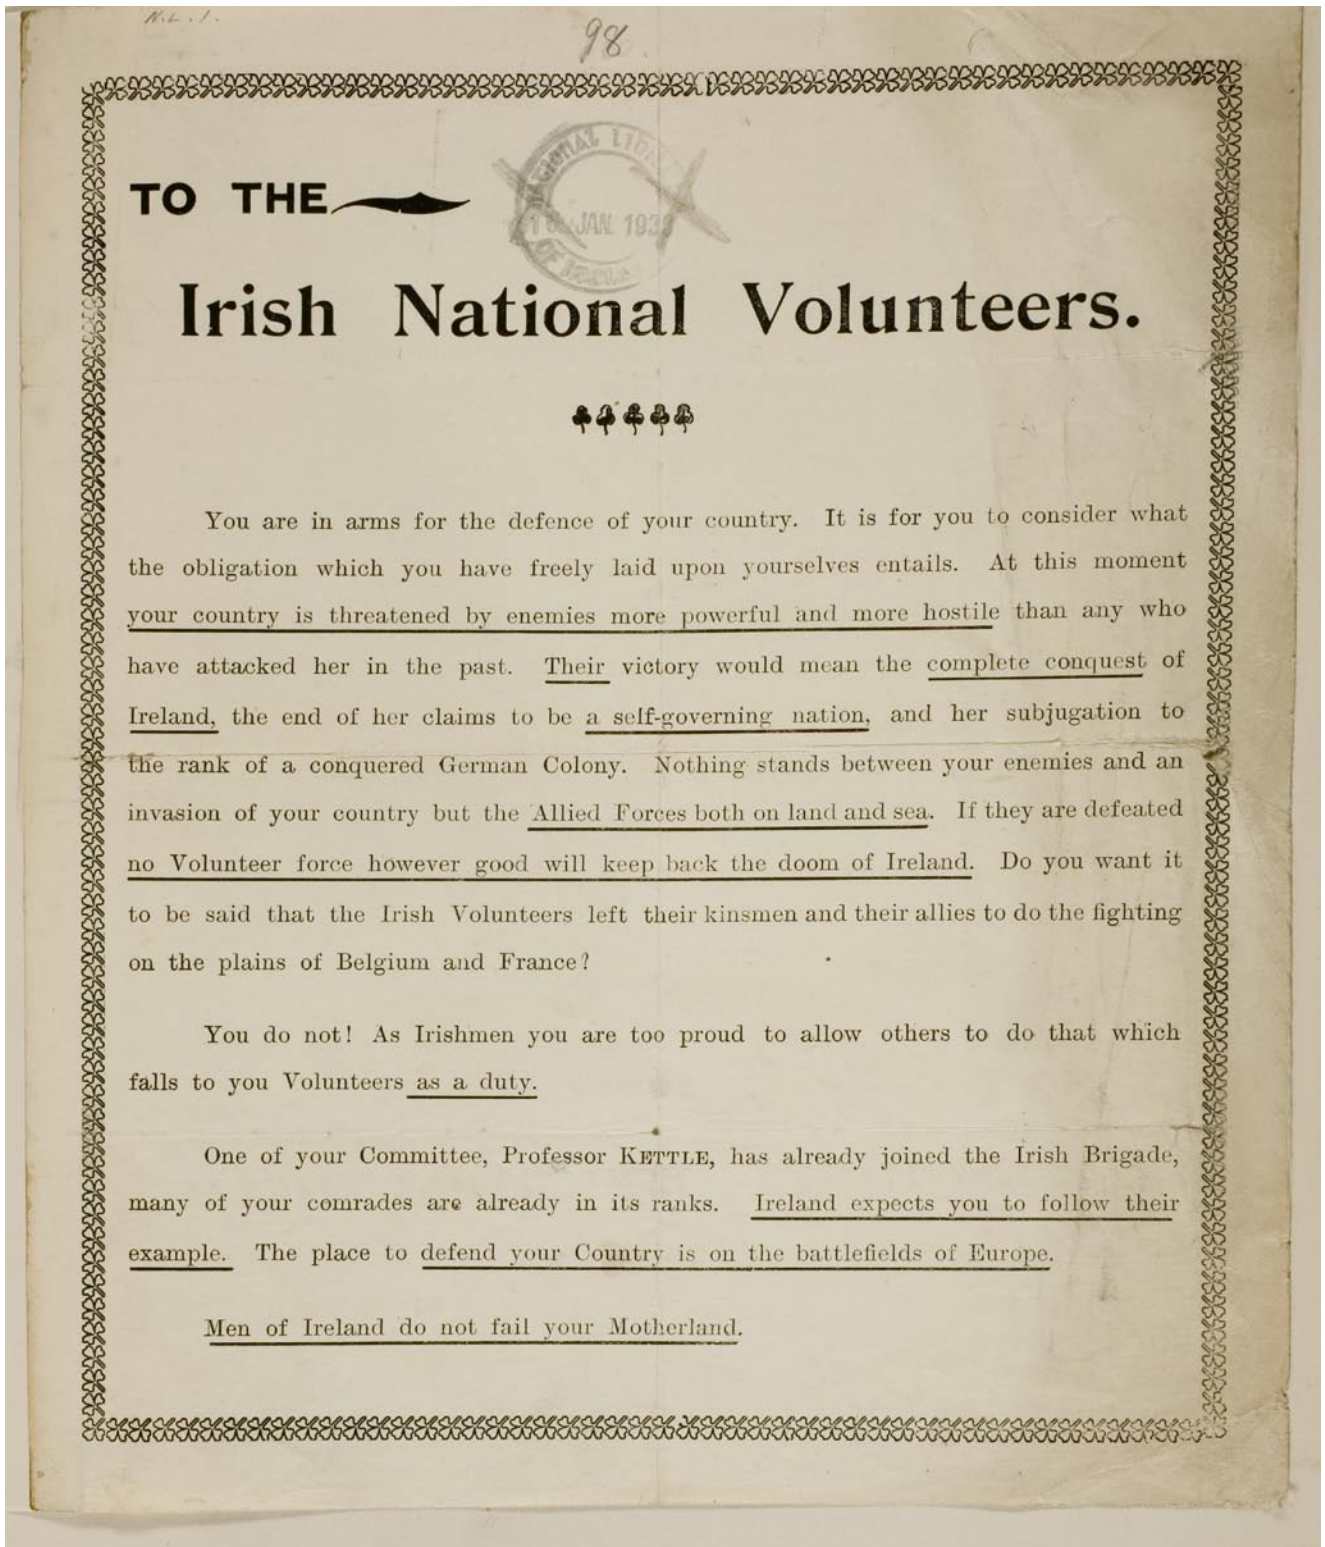 N.L.I.
98
NATIONAL LIBRARY
JAN. 193
OF IRELAND
TO THE
Irish National Volunteers.
You are in arms for the defence of your country. It is for you to consider what
the obligation which you have freely laid upon yourselves entails. At this moment
your country is threatened by enemies more powerful and more hostile than any who
have attacked her in the past. Their victory would mean the complete conquest of
Ireland, the end of her claims to be a self-governing nation, and her subjugation to
the rank of a conquered German Colony. Nothing stands between your enemies and an
invasion of your country but the Allied Forces both on land and sea. If they are defeated
no Volunteer force however good will keep back the doom of Ireland. Do you want it
to be said that the Irish Volunteers left their kinsmen and their allies to do the fighting
on the plains of Belgium and France?
You do not! As Irishmen you are too proud to allow others to do that which
falls to you Volunteers as a duty.
One of your Committee, Professor KETTLE, has already joined the Irish Brigade,
many of your comrades are already in its ranks. Ireland expects you to follow their
example. The place to defend your Country is on the battlefields of Europe.
Men of Ireland do not fail your Motherland.